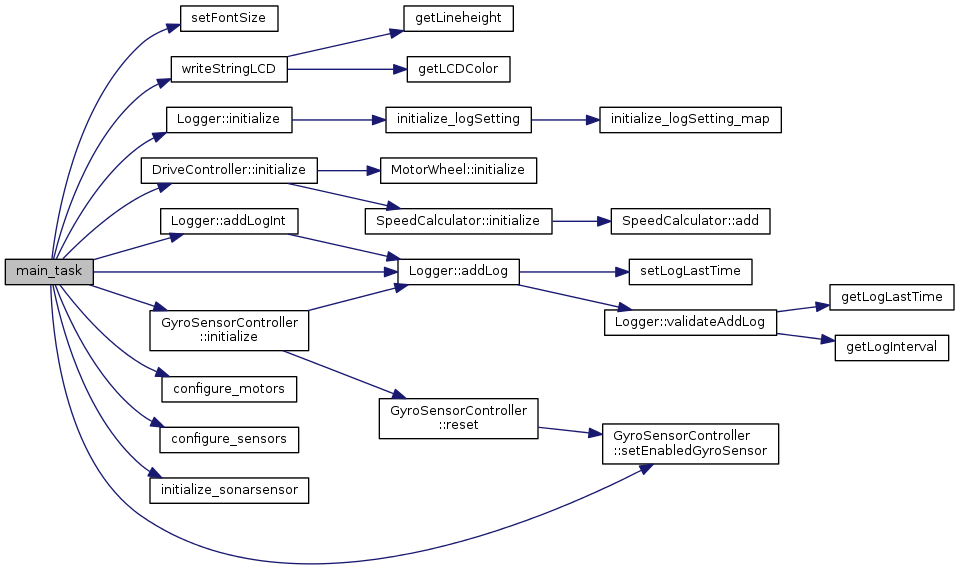 setFontSize
getLineheight
writeStringLCD
getLCDColor
Logger::initialize
initialize_logSetting
initialize_logSetting_map
DriveController::initialize
MotorWheel::initialize
Logger::addLogInt
SpeedCalculator::initialize
SpeedCalculator::add
main_task
Logger::addLog
setLogLastTime
getLogLastTime
GyroSensorController
::initialize
Logger::validateAddLog
getLogInterval
configure_motors
GyroSensorController
::reset
configure_sensors
GyroSensorController
::setEnabledGyroSensor
initialize_sonarsensor